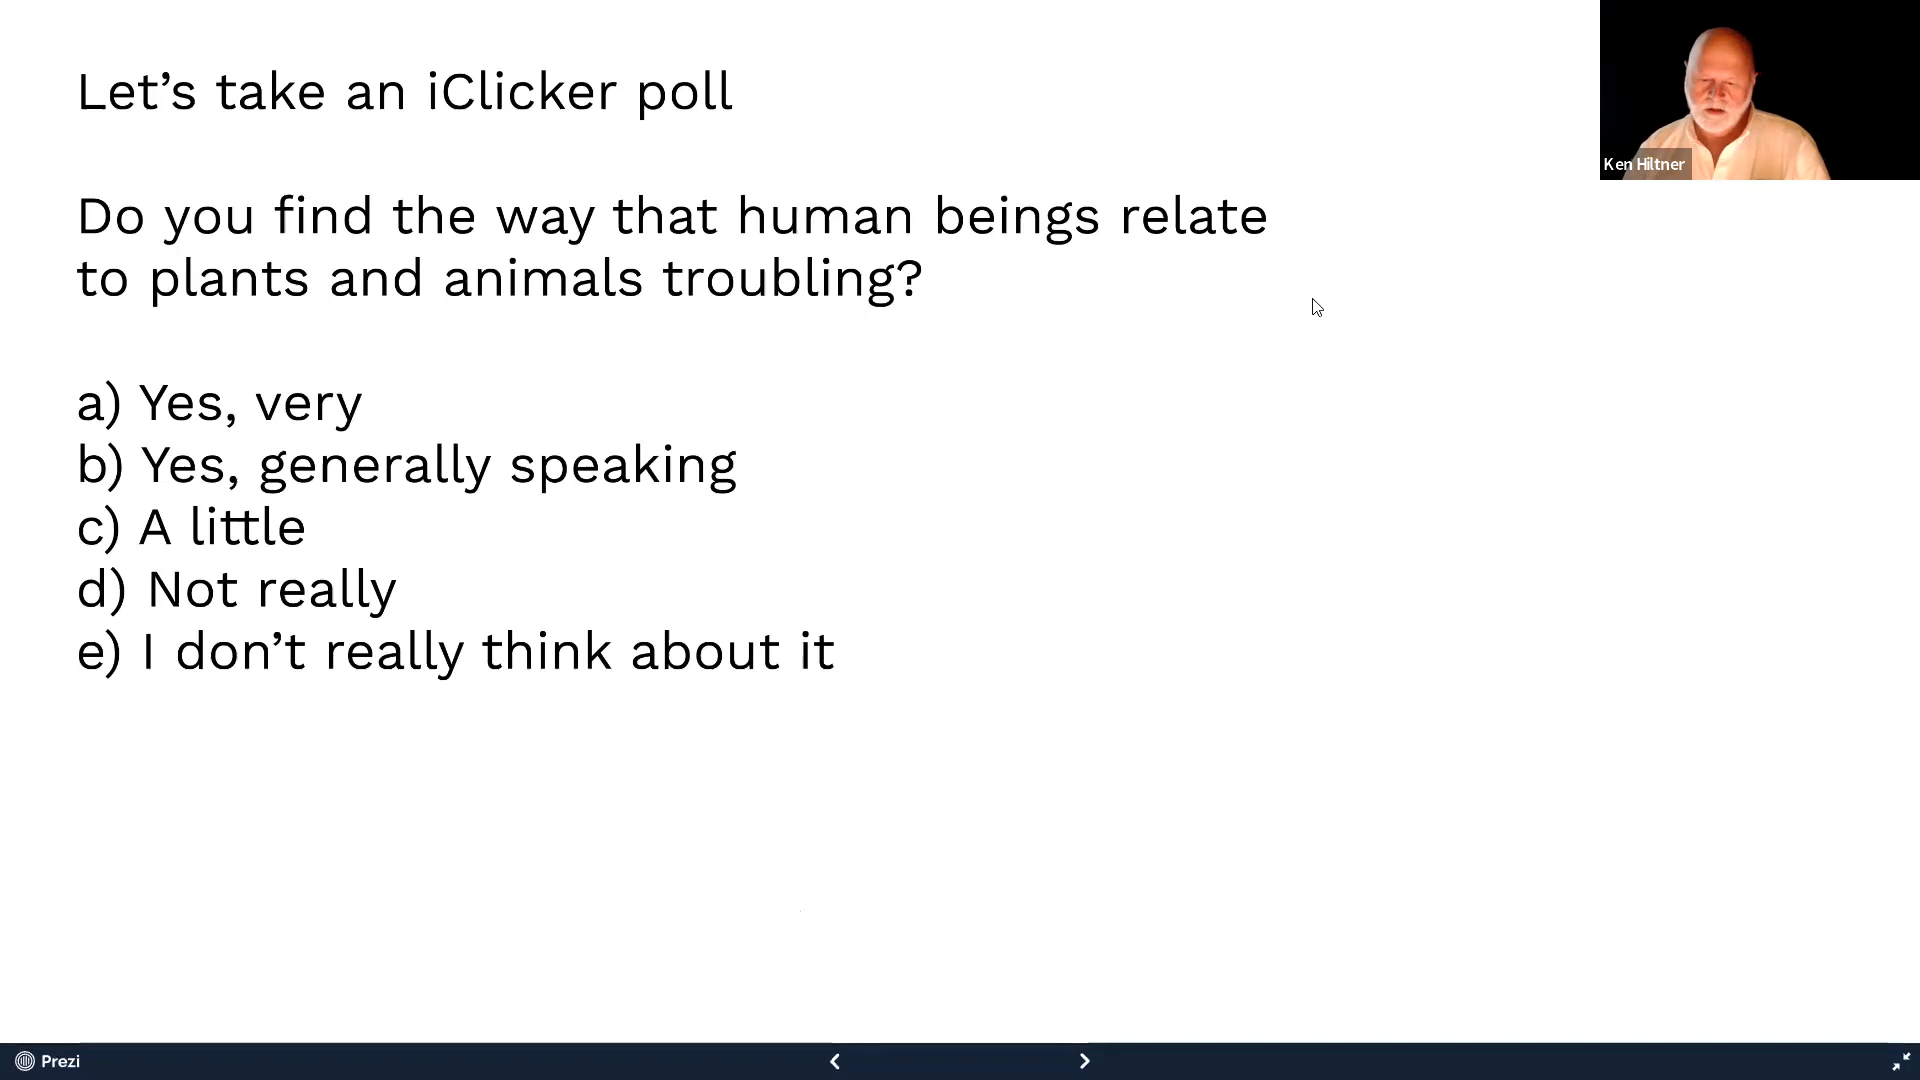 Let’s take an iClicker poll
Do you find the way that human beings relate
to plants and animals troubling?
a) Yes, very
b) Yes, generally speaking
c) A little
d) Not really
e) I don’t really think about it
Ken Hiltner
Prezi